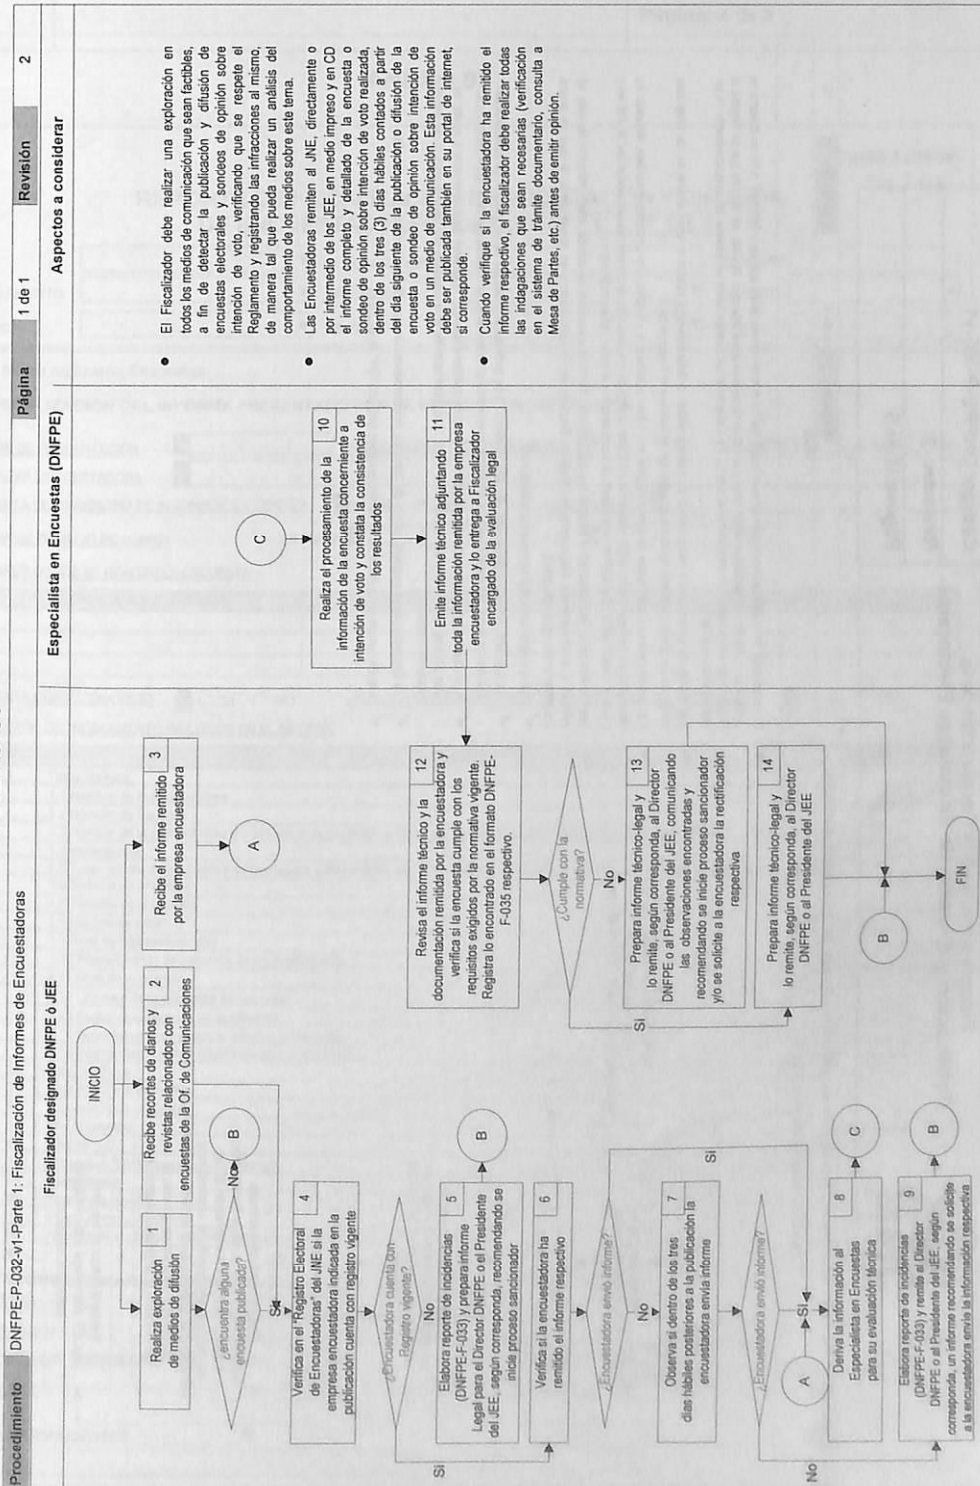 Procedimiento DNFPE-P-032-v1-Parte 1: Fiscalización de Informes de Encuestadoras Página 1 de 1 Revisión 2
Fiscalizador designado DNFPE ó JEE
Especialista en Encuestas (DNFPE)
Aspectos a considerar
INICIO
1
Realiza exploración
de medios de difusión
2
Recibe recortes de diarios y
revistas relacionados con
encuestas de la Of. de Comunicaciones
3
Recibe el informe remitido
por la empresa encuestadora
A
¿encuentra alguna
encuesta publicada?
No
B
Si
4
Verifica en el "Registro Electoral
de Encuestadoras" del JNE si la
empresa encuestadora indicada en la
publicación cuenta con registro vigente
¿Encuestadora cuenta con
Registro vigente?
No
Si
5
Elabora reporte de incidencias
(DNFPE-F-033) y prepara informe
Legal para el Director DNFPE o el Presidente
del JEE, según corresponda, recomendando se
inicie proceso sancionador
B
6
Verifica si la encuestadora ha
remitido el informe respectivo
¿Encuestadora envió informe?
No
Si
7
Observa si dentro de los tres
días hábiles posteriores a la publicación la
encuestadora envía informe
¿Encuestadora envió informe?
A
Si
No
8
Deriva la información al
Especialista en Encuestas
para su evaluación técnica
C
9
Elabora reporte de incidencias
(DNFPE-F-033) y remite al Director
DNFPE o al Presidente del JEE, según
corresponda, un informe recomendando se solicite
a la encuestadora envíe la información respectiva
B
12
Revisa el informe técnico y la
documentación remitida por la encuestadora y
verifica si la encuesta cumple con los
requisitos exigidos por la normativa vigente.
Registra lo encontrado en el formato DNFPE-
F-035 respectivo.
¿Cumple con la
normativa?
No
Si
13
Prepara informe técnico-legal y
lo remite, según corresponda, al Director
DNFPE o al Presidente del JEE, comunicando
las observaciones encontradas y
recomendando se inicie proceso sancionador
y/o se solicite a la encuestadora la rectificación
respectiva
14
Prepara informe técnico-legal y
lo remite, según corresponda, al Director
DNFPE o al Presidente del JEE
B
FIN
C
10
Realiza el procesamiento de la
información de la encuesta concerniente a
intención de voto y constata la consistencia de
los resultados
11
Emite informe técnico adjuntando
toda la información remitida por la empresa
encuestadora y lo entrega a Fiscalizador
encargado de la evaluación legal
• El Fiscalizador debe realizar una exploración en
todos los medios de comunicación que sean factibles,
a fin de detectar la publicación y difusión de
encuestas electorales y sondeos de opinión sobre
intención de voto, verificando que se respete el
Reglamento y registrando las infracciones al mismo,
de manera tal que pueda realizar un análisis del
comportamiento de los medios sobre este tema.
• Las Encuestadoras remiten al JNE, directamente o
por intermedio de los JEE, en medio impreso y en CD
el informe completo y detallado de la encuesta o
sondeo de opinión sobre intención de voto realizada,
dentro de los tres (3) días hábiles contados a partir
del día siguiente de la publicación o difusión de la
encuesta o sondeo de opinión sobre intención de
voto en un medio de comunicación. Esta información
debe ser publicada también en su portal de internet,
si corresponde.
• Cuando verifique si la encuestadora ha remitido el
informe respectivo, el fiscalizador debe realizar todas
las indagaciones que sean necesarias (verificación
en el sistema de trámite documentario, consulta a
Mesa de Partes, etc.) antes de emitir opinión.